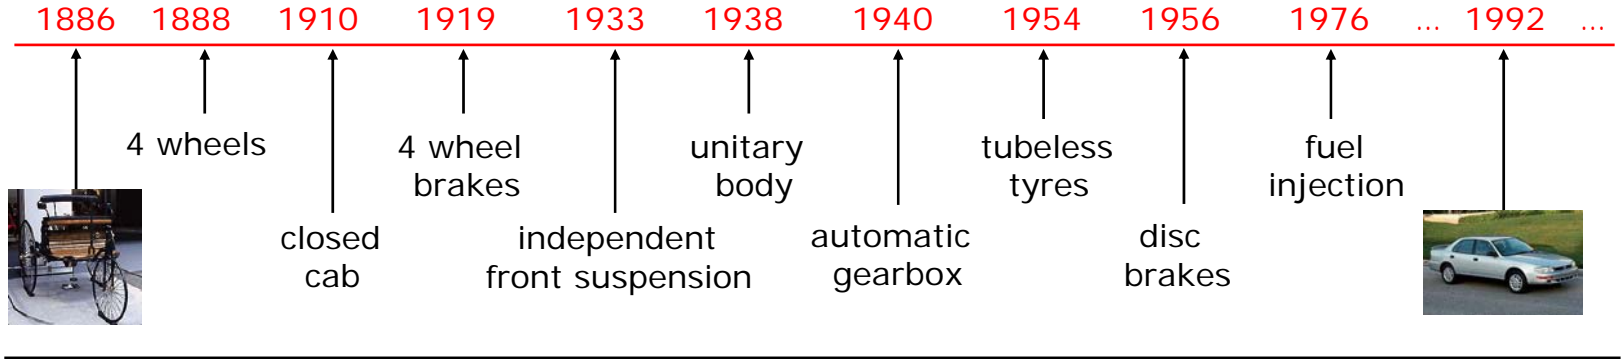 1886 1888 1910 1919 1933 1938 1940 1954 1956 1976 ... 1992 ...
4 wheels
closed
cab
4 wheel
brakes
independent
front suspension
unitary
body
automatic
gearbox
tubeless
tyres
disc
brakes
fuel
injection